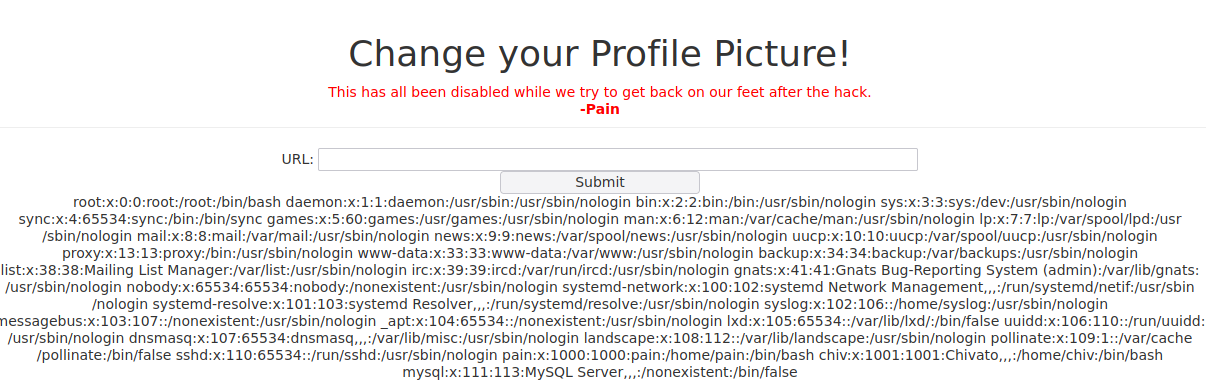 Change your Profile Picture!
This has all been disabled while we try to get back on our feet after the hack.
-Pain
URL:
Submit
root:x:0:0:root:/root:/bin/bash daemon:x:1:1:daemon:/usr/sbin:/usr/sbin/nologin bin:x:2:2:bin:/bin:/usr/sbin/nologin sys:x:3:3:sys:/dev:/usr/sbin/nologin
sync:x:4:65534:sync:/bin:/bin/sync games:x:5:60:games:/usr/games:/usr/sbin/nologin man:x:6:12:man:/var/cache/man:/usr/sbin/nologin lp:x:7:7:lp:/var/spool/lpd:/usr
/sbin/nologin mail:x:8:8:mail:/var/mail:/usr/sbin/nologin news:x:9:9:news:/var/spool/news:/usr/sbin/nologin uucp:x:10:10:uucp:/var/spool/uucp:/usr/sbin/nologin
proxy:x:13:13:proxy:/bin:/usr/sbin/nologin www-data:x:33:33:www-data:/var/www:/usr/sbin/nologin backup:x:34:34:backup:/var/backups:/usr/sbin/nologin
list:x:38:38:Mailing List Manager:/var/list:/usr/sbin/nologin irc:x:39:39:ircd:/var/run/ircd:/usr/sbin/nologin gnats:x:41:41:Gnats Bug-Reporting System (admin):/var/lib/gnats:
/usr/sbin/nologin nobody:x:65534:65534:nobody:/nonexistent:/usr/sbin/nologin systemd-network:x:100:102:systemd Network Management,,,:/run/systemd/netif:/usr/sbin
/nologin systemd-resolve:x:101:103:systemd Resolver,,,:/run/systemd/resolve:/usr/sbin/nologin syslog:x:102:106::/home/syslog:/usr/sbin/nologin
messagebus:x:103:107::/nonexistent:/usr/sbin/nologin _apt:x:104:65534::/nonexistent:/usr/sbin/nologin lxd:x:105:65534::/var/lib/lxd/:/bin/false uuidd:x:106:110::/run/uuidd:
/usr/sbin/nologin dnsmasq:x:107:65534:dnsmasq,,,:/var/lib/misc:/usr/sbin/nologin landscape:x:108:112::/var/lib/landscape:/usr/sbin/nologin pollinate:x:109:1::/var/cache
/pollinate:/bin/false sshd:x:110:65534::/run/sshd:/usr/sbin/nologin pain:x:1000:1000:pain:/home/pain:/bin/bash chiv:x:1001:1001:Chivato,,,:/home/chiv:/bin/bash
mysql:x:111:113:MySQL Server,,,:/nonexistent:/bin/false